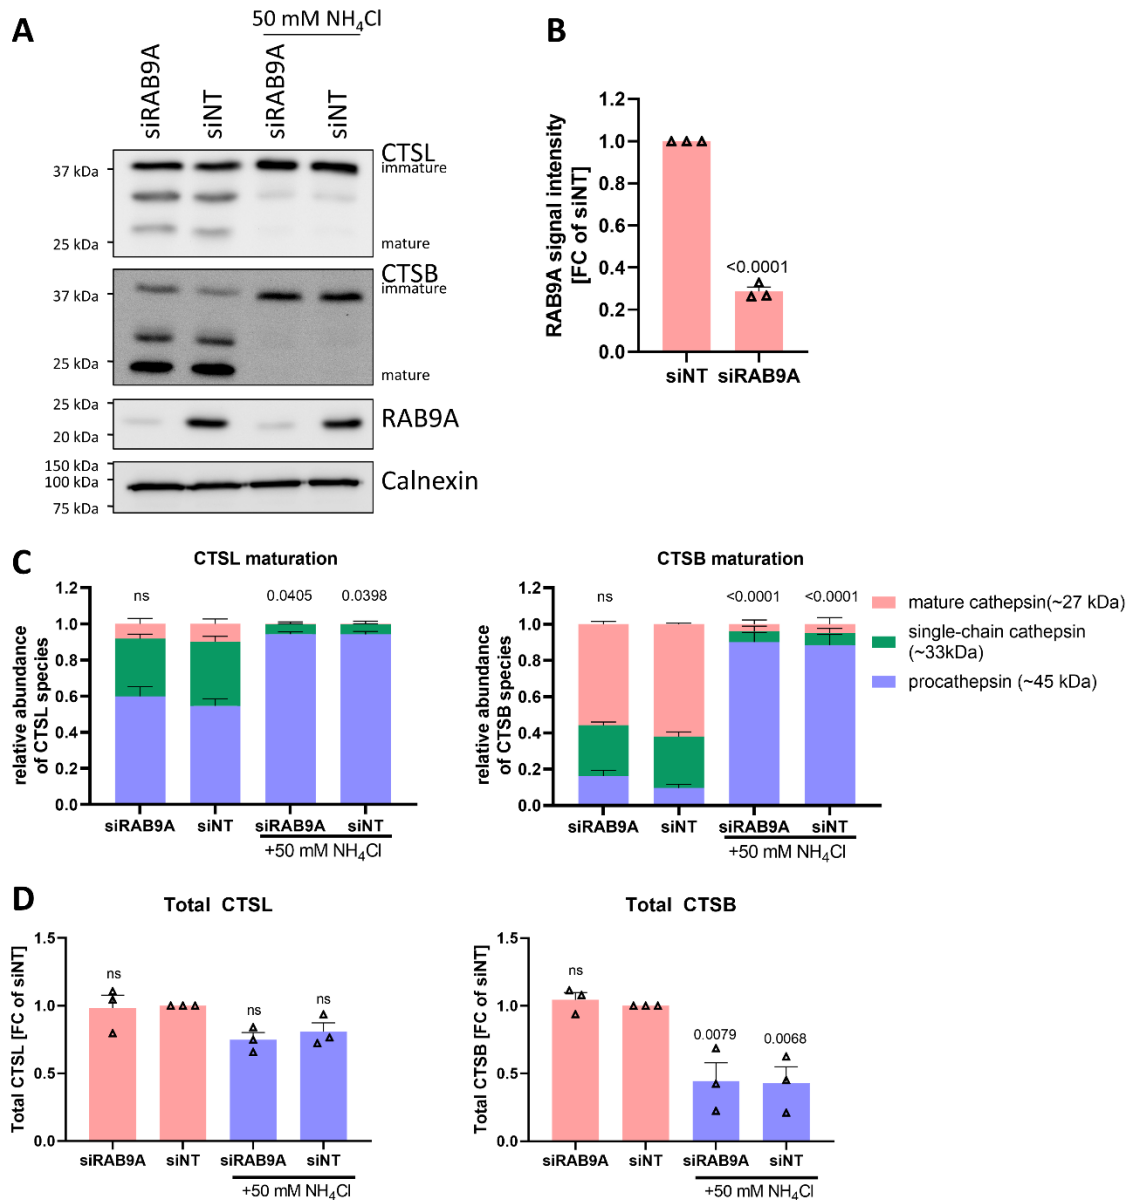 A
50 mM NH₄Cl
siRAB9A
siNT
siRAB9A
siNT
37 kDa
25 kDa
CTSL
immature
mature
37 kDa
25 kDa
CTSB
immature
mature
25 kDa
20 kDa
RAB9A
150 kDa
100 kDa
75 kDa
Calnexin
B
RAB9A signal intensity
[FC of siNT]
1.2
1.0
0.8
0.6
0.4
0.2
0.0
<0.0001
siNT
siRAB9A
C
CTSL maturation
relative abundance
of CTSL species
1.2
1.0
0.8
0.6
0.4
0.2
0.0
ns
0.0405
0.0398
siRAB9A
siNT
siRAB9A
siNT
+50 mM NH₄Cl
CTSB maturation
relative abundance
of CTSB species
1.2
1.0
0.8
0.6
0.4
0.2
0.0
ns
<0.0001
<0.0001
siRAB9A
siNT
siRAB9A
siNT
+50 mM NH₄Cl
mature cathepsin(~27 kDa)
single-chain cathepsin
(~33kDa)
procathepsin (~45 kDa)
D
Total CTSL
Total CTSL [FC of siNT]
1.5
1.0
0.5
0.0
ns
ns
ns
siRAB9A
siNT
siRAB9A
siNT
+50 mM NH₄Cl
Total CTSB
Total CTSB [FC of siNT]
1.5
1.0
0.5
0.0
ns
0.0079
0.0068
siRAB9A
siNT
siRAB9A
siNT
+50 mM NH₄Cl